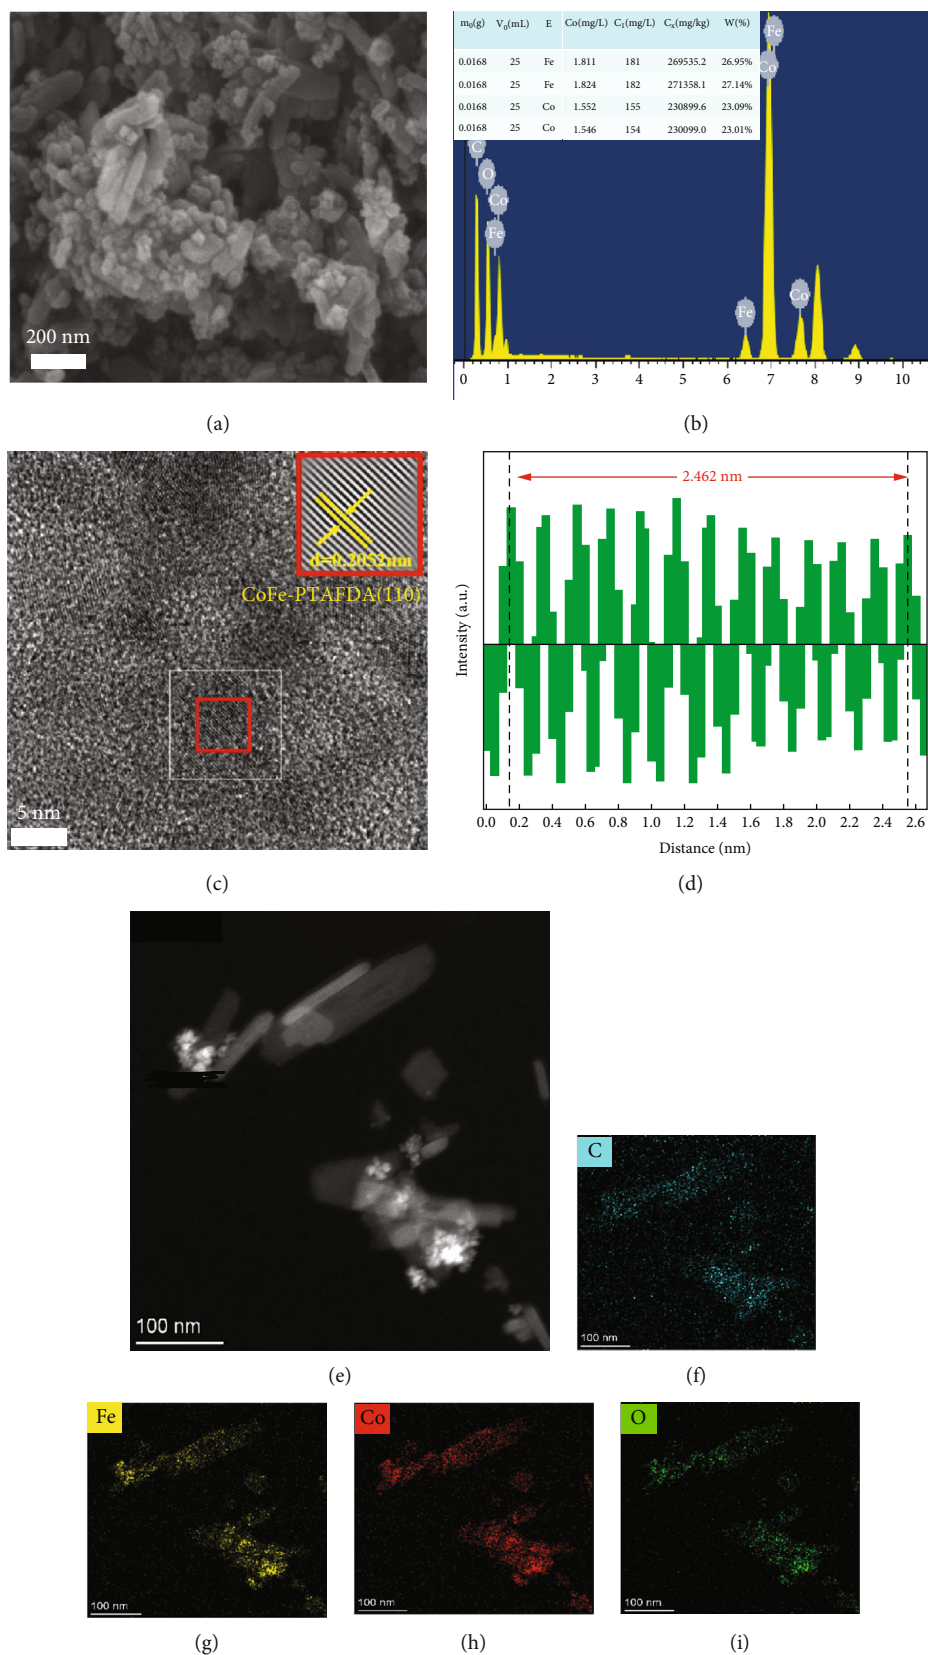 200 nm
(a)
m₀(g) V₀(mL) E Co(mg/L) C₁(mg/L) Cₓ(mg/kg) W(%)
0.0168 25 Fe 1.811 181 269535.2 26.95%
0.0168 25 Fe 1.824 182 271358.1 27.14%
0.0168 25 Co 1.552 155 230899.6 23.09%
0.0168 25 Co 1.546 154 230099.0 23.01%
Fe
Co
C
O
Co
Fe
Fe
Co
0 1 2 3 4 5 6 7 8 9 10
(b)
d=0.2052nm
CoFe-PTAFDA(110)
5 nm
(c)
2.462 nm
Intensity (a.u.)
0.0 0.2 0.4 0.6 0.8 1.0 1.2 1.4 1.6 1.8 2.0 2.2 2.4 2.6
Distance (nm)
(d)
100 nm
(e)
C
100 nm
(f)
Fe
100 nm
(g)
Co
100 nm
(h)
O
100 nm
(i)